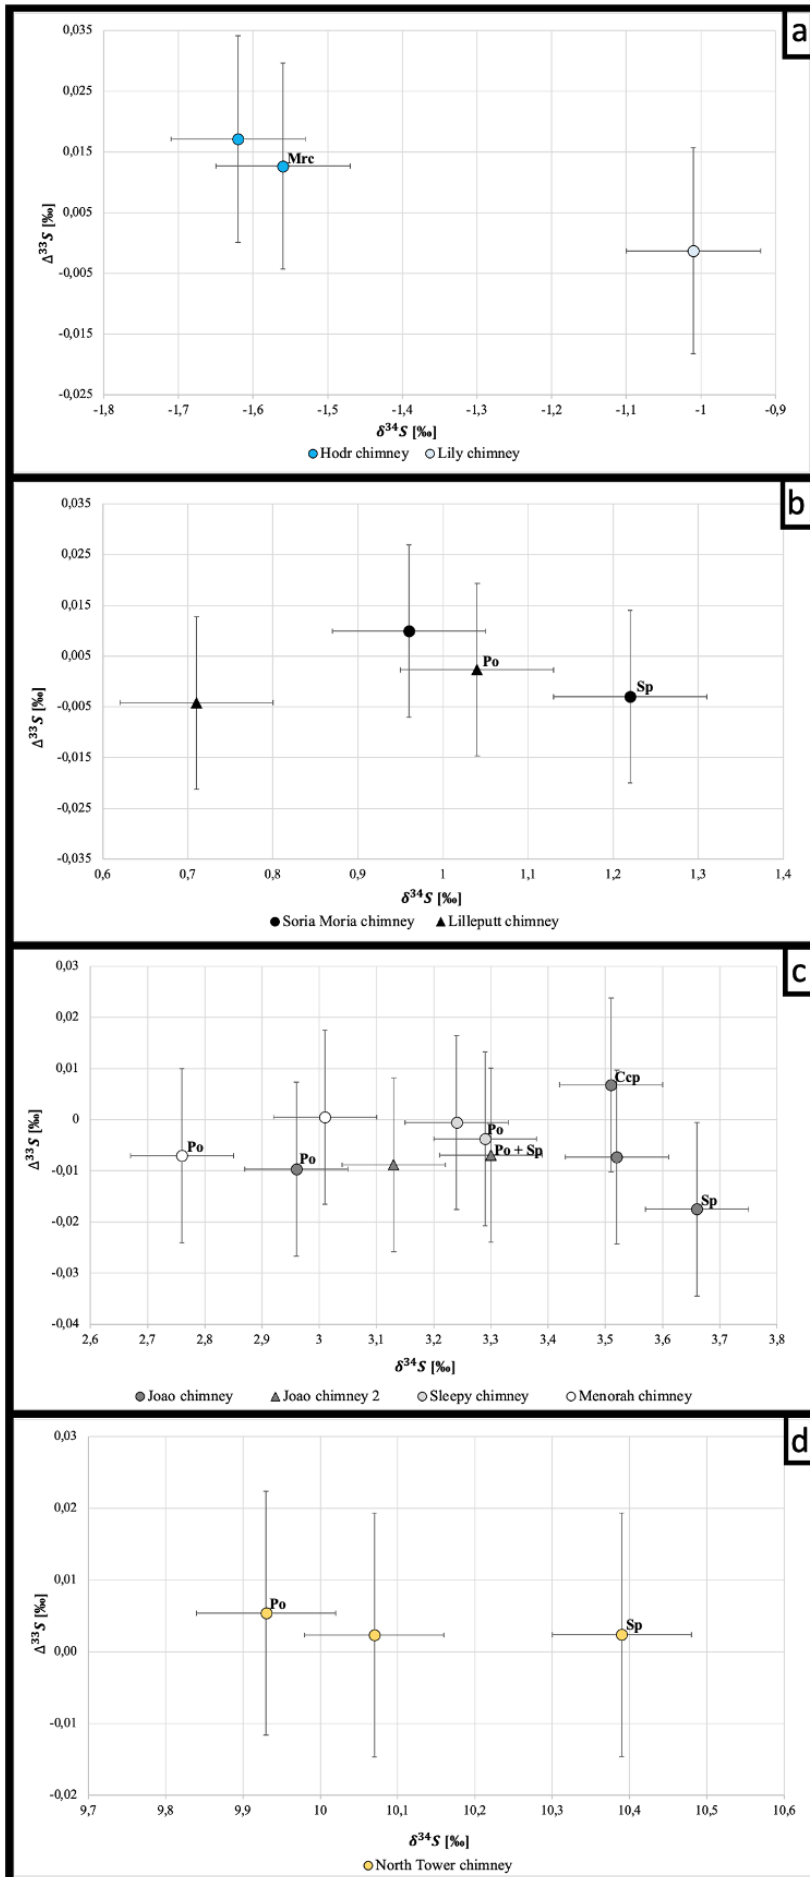 a
0,035
0,025
0,015
0,005
-0,005
-0,015
-0,025
Δ³³S [‰]
Mrc
-1,8 -1,7 -1,6 -1,5 -1,4 -1,3 -1,2 -1,1 -1 -0,9
δ³⁴S [‰]
Hodr chimney Lily chimney
b
0,035
0,025
0,015
0,005
-0,005
-0,015
-0,025
-0,035
Δ³³S [‰]
Po
Sp
0,6 0,7 0,8 0,9 1 1,1 1,2 1,3 1,4
δ³⁴S [‰]
Soria Moria chimney Lilleputt chimney
c
0,03
0,02
0,01
0
-0,01
-0,02
-0,03
-0,04
Δ³³S [‰]
Ccp
Po
Po Po Po + Sp
Sp
2,6 2,7 2,8 2,9 3 3,1 3,2 3,3 3,4 3,5 3,6 3,7 3,8
δ³⁴S [‰]
Joao chimney Joao chimney 2 Sleepy chimney Menorah chimney
d
0,03
0,02
0,01
0,00
-0,01
-0,02
Δ³³S [‰]
Po
Sp
9,7 9,8 9,9 10 10,1 10,2 10,3 10,4 10,5 10,6
δ³⁴S [‰]
North Tower chimney